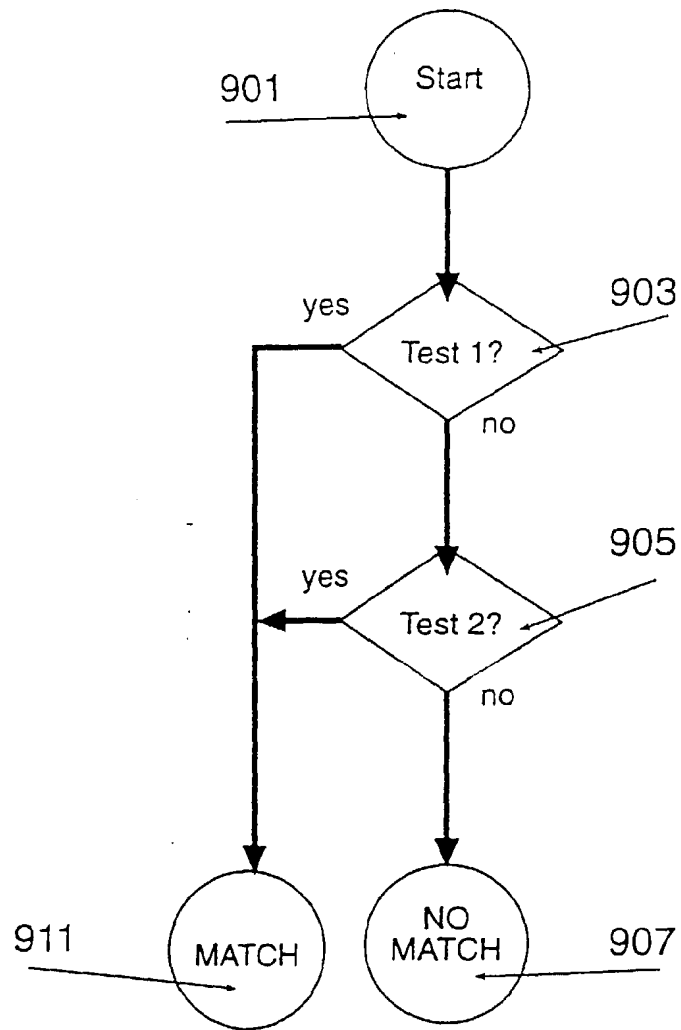 901
Start
903
yes
Test 1?
no
905
yes
Test 2?
no
911
MATCH
NO
MATCH
907